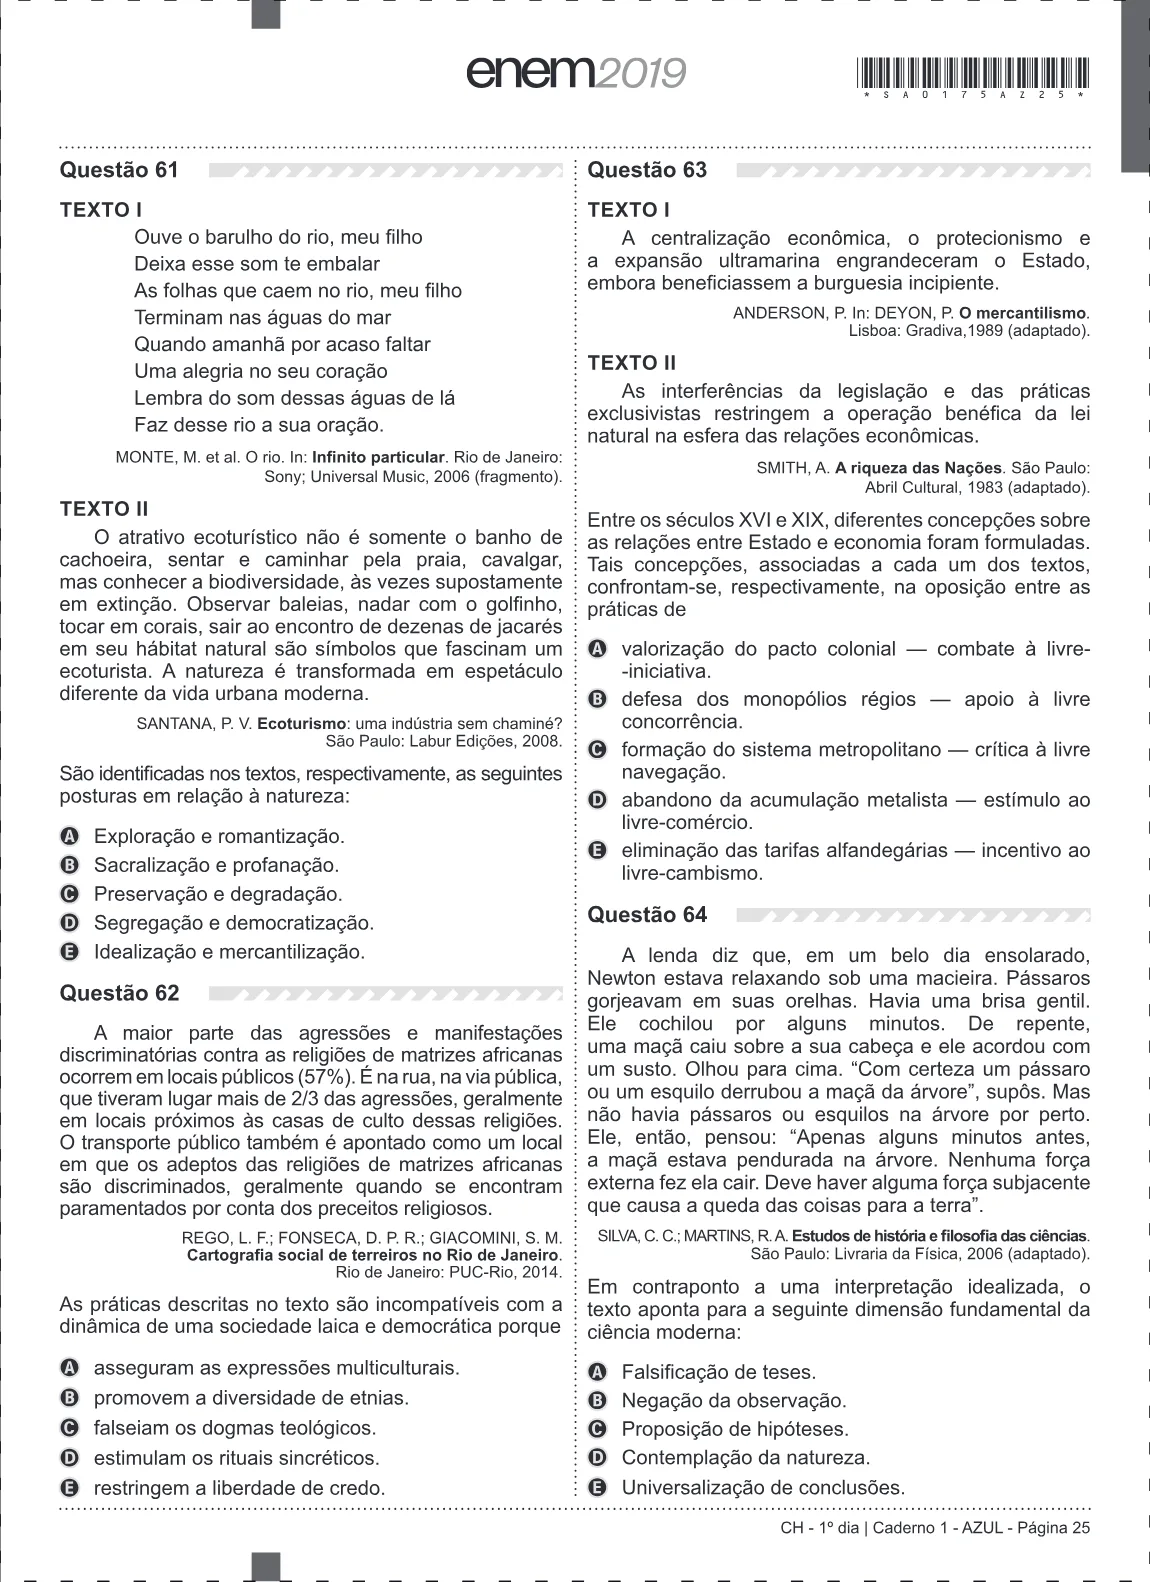 enem2019
*SA0175AZ25*
Questão 61
TEXTO I
Ouve o barulho do rio, meu filho
Deixa esse som te embalar
As folhas que caem no rio, meu filho
Terminam nas águas do mar
Quando amanhã por acaso faltar
Uma alegria no seu coração
Lembra do som dessas águas de lá
Faz desse rio a sua oração.
MONTE, M. et al. O rio. In: Infinito particular. Rio de Janeiro:
Sony; Universal Music, 2006 (fragmento).
TEXTO II
O atrativo ecoturístico não é somente o banho de
cachoeira, sentar e caminhar pela praia, cavalgar,
mas conhecer a biodiversidade, às vezes supostamente
em extinção. Observar baleias, nadar com o golfinho,
tocar em corais, sair ao encontro de dezenas de jacarés
em seu hábitat natural são símbolos que fascinam um
ecoturista. A natureza é transformada em espetáculo
diferente da vida urbana moderna.
SANTANA, P. V. Ecoturismo: uma indústria sem chaminé?
São Paulo: Labur Edições, 2008.
São identificadas nos textos, respectivamente, as seguintes
posturas em relação à natureza:
A Exploração e romantização.
B Sacralização e profanação.
C Preservação e degradação.
D Segregação e democratização.
E Idealização e mercantilização.
Questão 62
A maior parte das agressões e manifestações
discriminatórias contra as religiões de matrizes africanas
ocorrem em locais públicos (57%). É na rua, na via pública,
que tiveram lugar mais de 2/3 das agressões, geralmente
em locais próximos às casas de culto dessas religiões.
O transporte público também é apontado como um local
em que os adeptos das religiões de matrizes africanas
são discriminados, geralmente quando se encontram
paramentados por conta dos preceitos religiosos.
REGO, L. F.; FONSECA, D. P. R.; GIACOMINI, S. M.
Cartografia social de terreiros no Rio de Janeiro.
Rio de Janeiro: PUC-Rio, 2014.
As práticas descritas no texto são incompatíveis com a
dinâmica de uma sociedade laica e democrática porque
A asseguram as expressões multiculturais.
B promovem a diversidade de etnias.
C falseiam os dogmas teológicos.
D estimulam os rituais sincréticos.
E restringem a liberdade de credo.
Questão 63
TEXTO I
A centralização econômica, o protecionismo e
a expansão ultramarina engrandeceram o Estado,
embora beneficiassem a burguesia incipiente.
ANDERSON, P. In: DEYON, P. O mercantilismo.
Lisboa: Gradiva,1989 (adaptado).
TEXTO II
As interferências da legislação e das práticas
exclusivistas restringem a operação benéfica da lei
natural na esfera das relações econômicas.
SMITH, A. A riqueza das Nações. São Paulo:
Abril Cultural, 1983 (adaptado).
Entre os séculos XVI e XIX, diferentes concepções sobre
as relações entre Estado e economia foram formuladas.
Tais concepções, associadas a cada um dos textos,
confrontam-se, respectivamente, na oposição entre as
práticas de
A valorização do pacto colonial — combate à livre-
-iniciativa.
B defesa dos monopólios régios — apoio à livre
concorrência.
C formação do sistema metropolitano — crítica à livre
navegação.
D abandono da acumulação metalista — estímulo ao
livre-comércio.
E eliminação das tarifas alfandegárias — incentivo ao
livre-cambismo.
Questão 64
A lenda diz que, em um belo dia ensolarado,
Newton estava relaxando sob uma macieira. Pássaros
gorjeavam em suas orelhas. Havia uma brisa gentil.
Ele cochilou por alguns minutos. De repente,
uma maçã caiu sobre a sua cabeça e ele acordou com
um susto. Olhou para cima. “Com certeza um pássaro
ou um esquilo derrubou a maçã da árvore”, supôs. Mas
não havia pássaros ou esquilos na árvore por perto.
Ele, então, pensou: “Apenas alguns minutos antes,
a maçã estava pendurada na árvore. Nenhuma força
externa fez ela cair. Deve haver alguma força subjacente
que causa a queda das coisas para a terra”.
SILVA, C. C.; MARTINS, R. A. Estudos de história e filosofia das ciências.
São Paulo: Livraria da Física, 2006 (adaptado).
Em contraponto a uma interpretação idealizada, o
texto aponta para a seguinte dimensão fundamental da
ciência moderna:
A Falsificação de teses.
B Negação da observação.
C Proposição de hipóteses.
D Contemplação da natureza.
E Universalização de conclusões.
CH - 1º dia | Caderno 1 - AZUL - Página 25